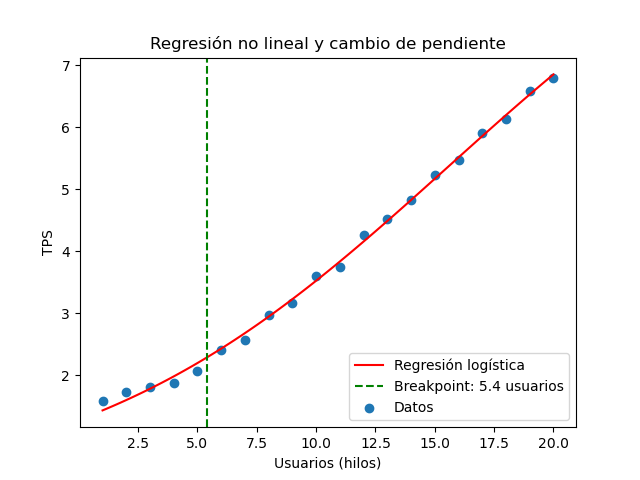 Regresión no lineal y cambio de pendiente
7
6
5
4
3
2
TPS
2.5 5.0 7.5 10.0 12.5 15.0 17.5 20.0
Usuarios (hilos)
Regresión logística
Breakpoint: 5.4 usuarios
Datos